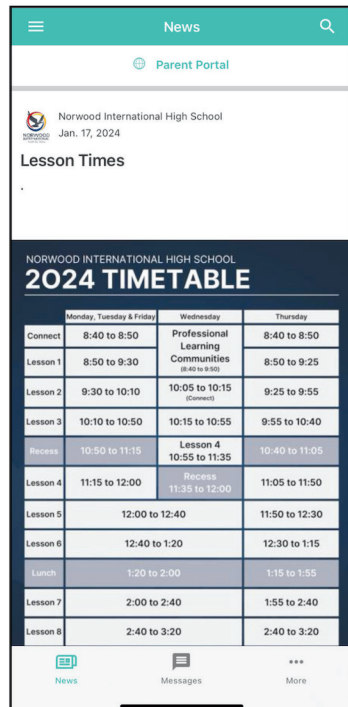 News
Parent Portal
Norwood International High School
Jan. 17, 2024
Lesson Times
.
NORWOOD INTERNATIONAL HIGH SCHOOL
2024 TIMETABLE
Monday, Tuesday & Friday Wednesday Thursday
Connect 8:40 to 8:50 Professional Learning Communities (8:40 to 9:50) 8:40 to 8:50
Lesson 1 8:50 to 9:30 8:50 to 9:25
Lesson 2 9:30 to 10:10 10:05 to 10:15 (Connect) 9:25 to 9:55
Lesson 3 10:10 to 10:50 10:15 to 10:55 9:55 to 10:40
Recess 10:50 to 11:15 Lesson 4 10:55 to 11:35 10:40 to 11:05
Lesson 4 11:15 to 12:00 Recess 11:35 to 12:00 11:05 to 11:50
Lesson 5 12:00 to 12:40 11:50 to 12:30
Lesson 6 12:40 to 1:20 12:30 to 1:15
Lunch 1:20 to 2:00 1:15 to 1:55
Lesson 7 2:00 to 2:40 1:55 to 2:40
Lesson 8 2:40 to 3:20 2:40 to 3:20
News Messages More